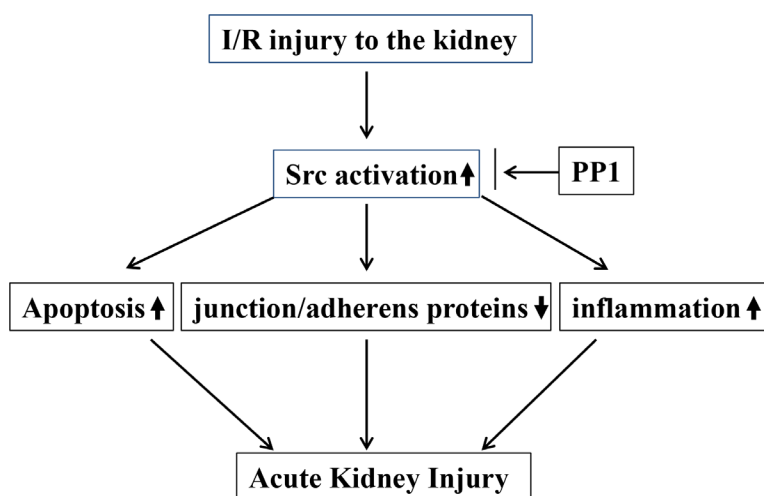 I/R injury to the kidney
Src activation
PP1
Apoptosis
junction/adherens proteins
inflammation
Acute Kidney Injury